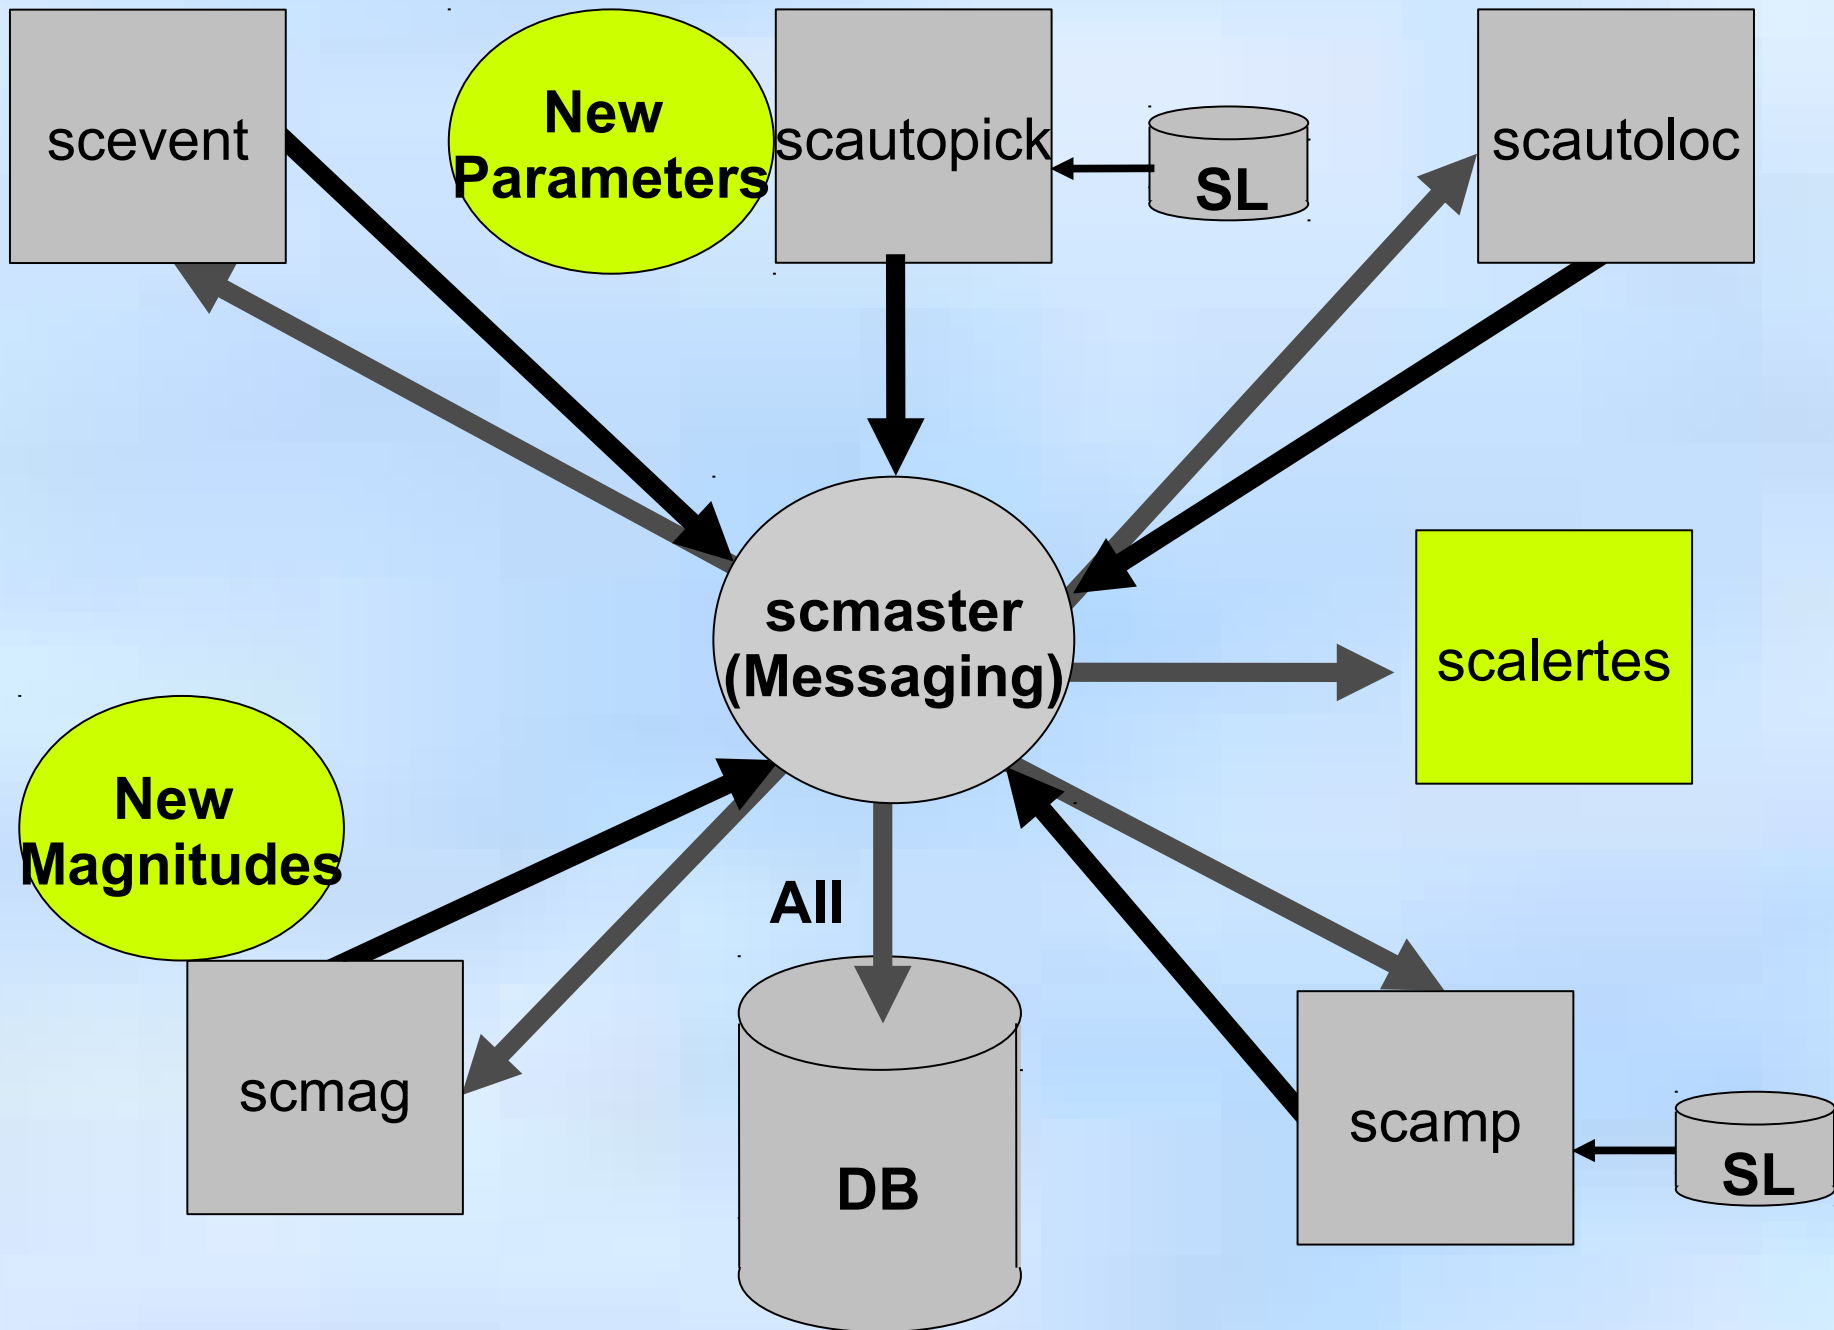 scevent
New
Parameters
scautopick
SL
scautoloc
scmaster
(Messaging)
scalertes
New
Magnitudes
All
scmag
DB
scamp
SL